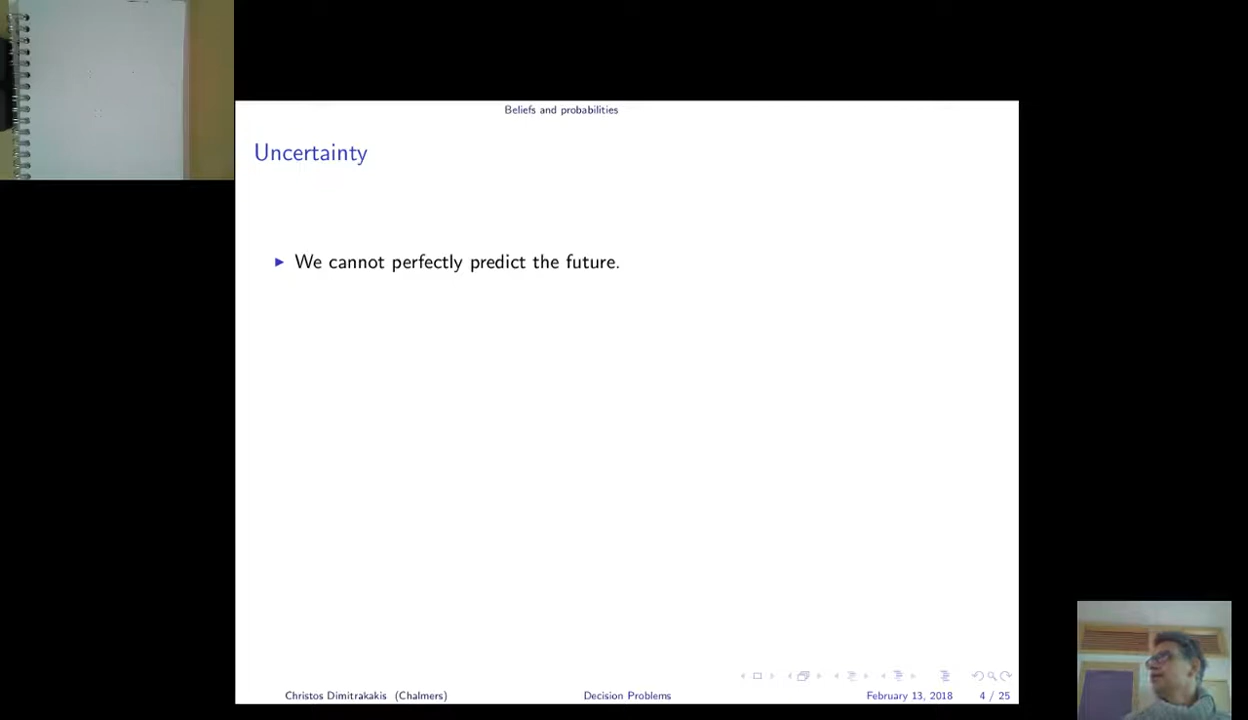 Beliefs and probabilities
Uncertainty
▶ We cannot perfectly predict the future.
Christos Dimitrakakis (Chalmers) Decision Problems February 13, 2018 4 / 25